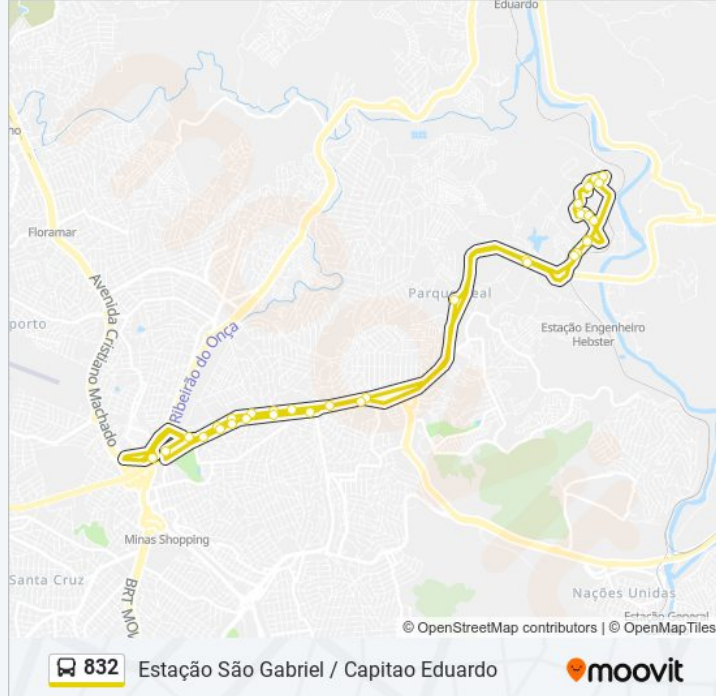 Eduardo
no
Floramar
Avenida Cristiano Machado
porto
Ribeirão do Onça
Parque Real
Estação Engenheiro
Hebster
Minas Shopping
Santa Cruz
BRT MOV
Nações Unidas
Estação General
© OpenStreetMap contributors | © OpenMapTiles
832 Estação São Gabriel / Capitao Eduardo moovit